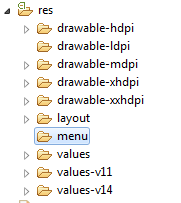 res
drawable-hdpi
drawable-ldpi
drawable-mdpi
drawable-xhdpi
drawable-xxhdpi
layout
menu
values
values-v11
values-v14